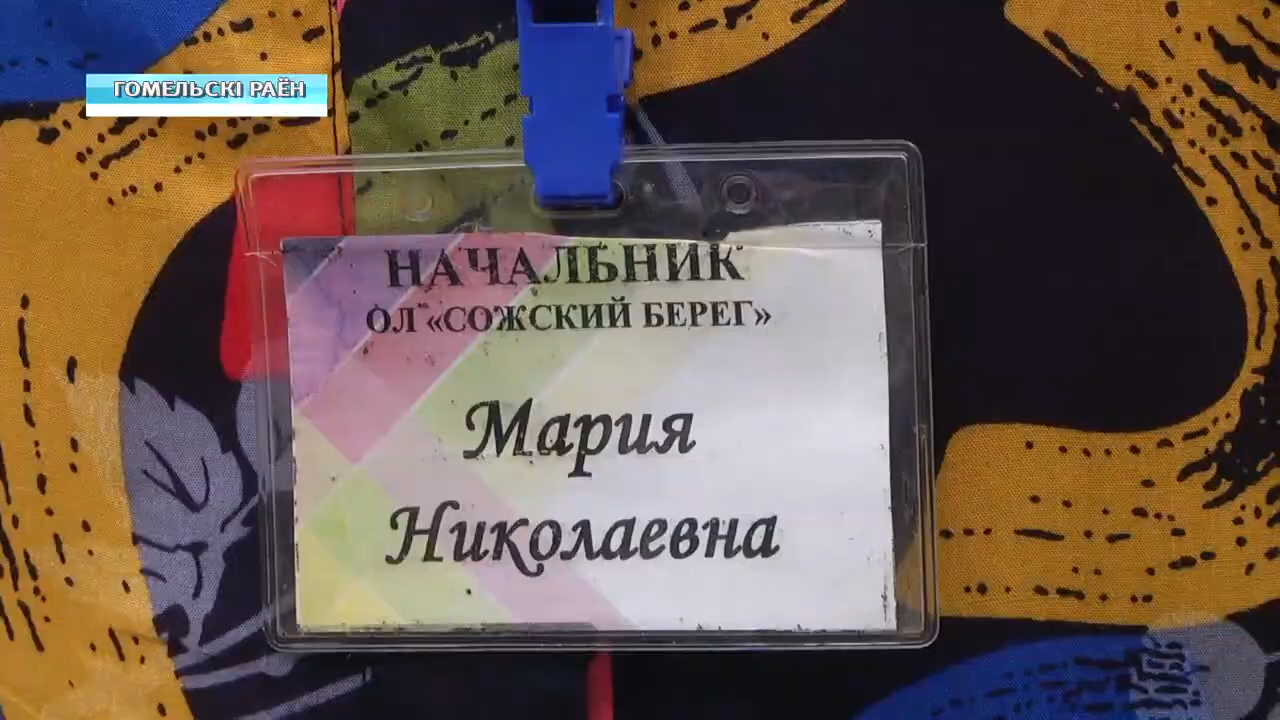 ГОМЕЛЬСКІ РАЁН
НАЧАЛЬНИК
ОЛ «СОЖСКИЙ БЕРЕГ»
Мария
Николаевна